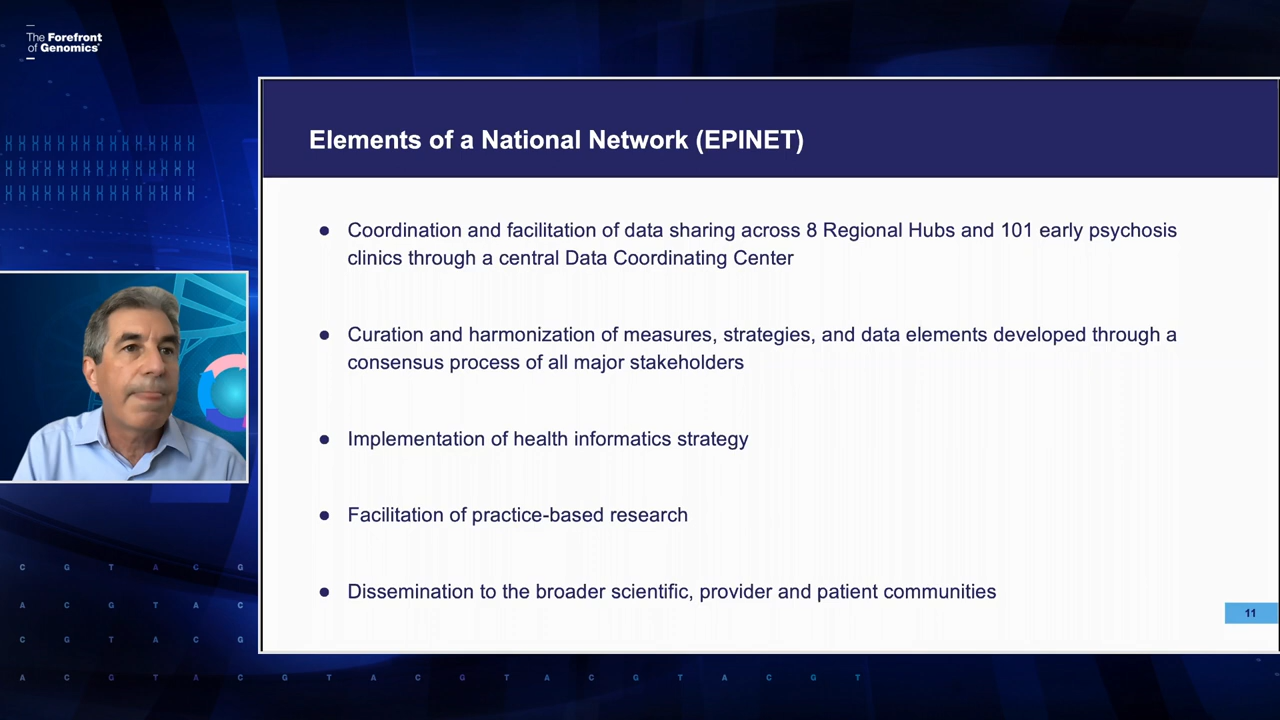 The Forefront
of Genomics®
Elements of a National Network (EPINET)
● Coordination and facilitation of data sharing across 8 Regional Hubs and 101 early psychosis
clinics through a central Data Coordinating Center
● Curation and harmonization of measures, strategies, and data elements developed through a
consensus process of all major stakeholders
● Implementation of health informatics strategy
● Facilitation of practice-based research
● Dissemination to the broader scientific, provider and patient communities
11
C G T A C G
A C G T A C
C G T A C G
A C G T A C G T A C G T A C G T A C G T